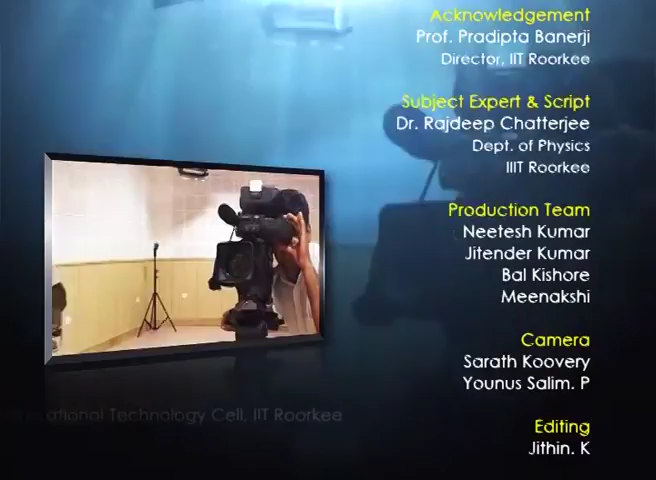 Acknowledgement
Prof. Pradipta Banerji
Director, IIT Roorkee
Subject Expert & Script
Dr. Rajdeep Chatterjee
Dept. of Physics
IIIT Roorkee
Production Team
Neetesh Kumar
Jitender Kumar
Bal Kishore
Meenakshi
Camera
Sarath Koovery
Younus Salim. P
Technology Cell, IIT Roorkee
Editing
Jithin. K